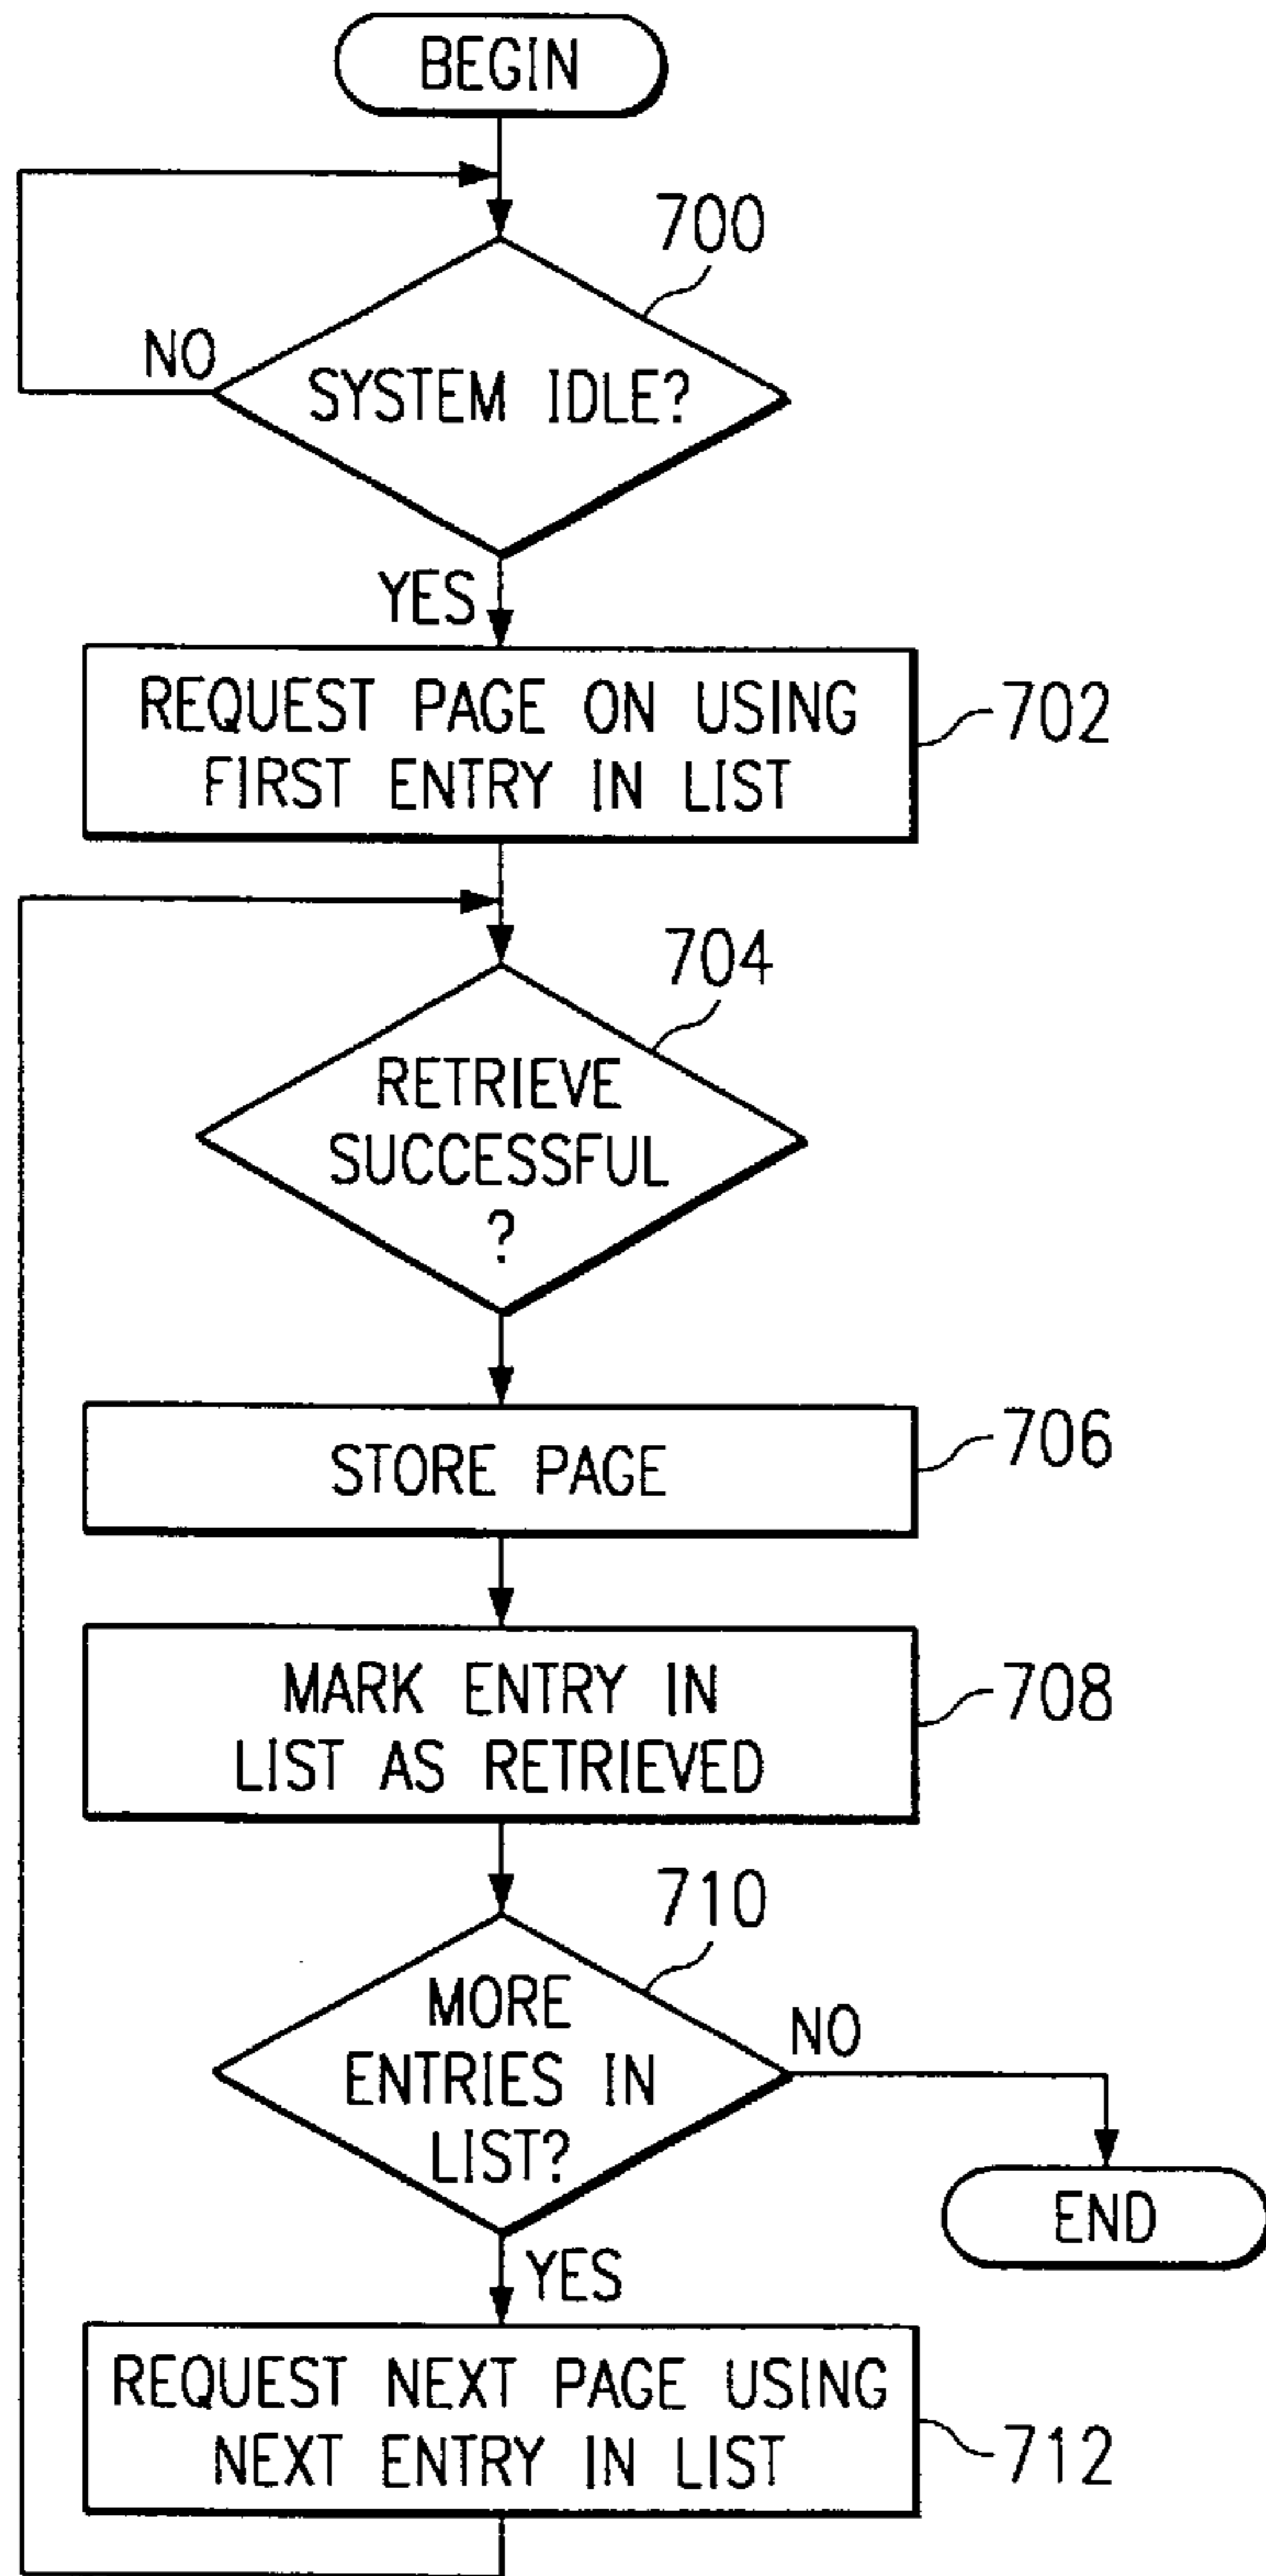 BEGIN
700
NO
SYSTEM IDLE?
YES
REQUEST PAGE ON USING
FIRST ENTRY IN LIST
702
704
RETRIEVE
SUCCESSFUL
?
STORE PAGE
706
MARK ENTRY IN
LIST AS RETRIEVED
708
710
MORE
ENTRIES IN
LIST?
NO
END
YES
REQUEST NEXT PAGE USING
NEXT ENTRY IN LIST
712